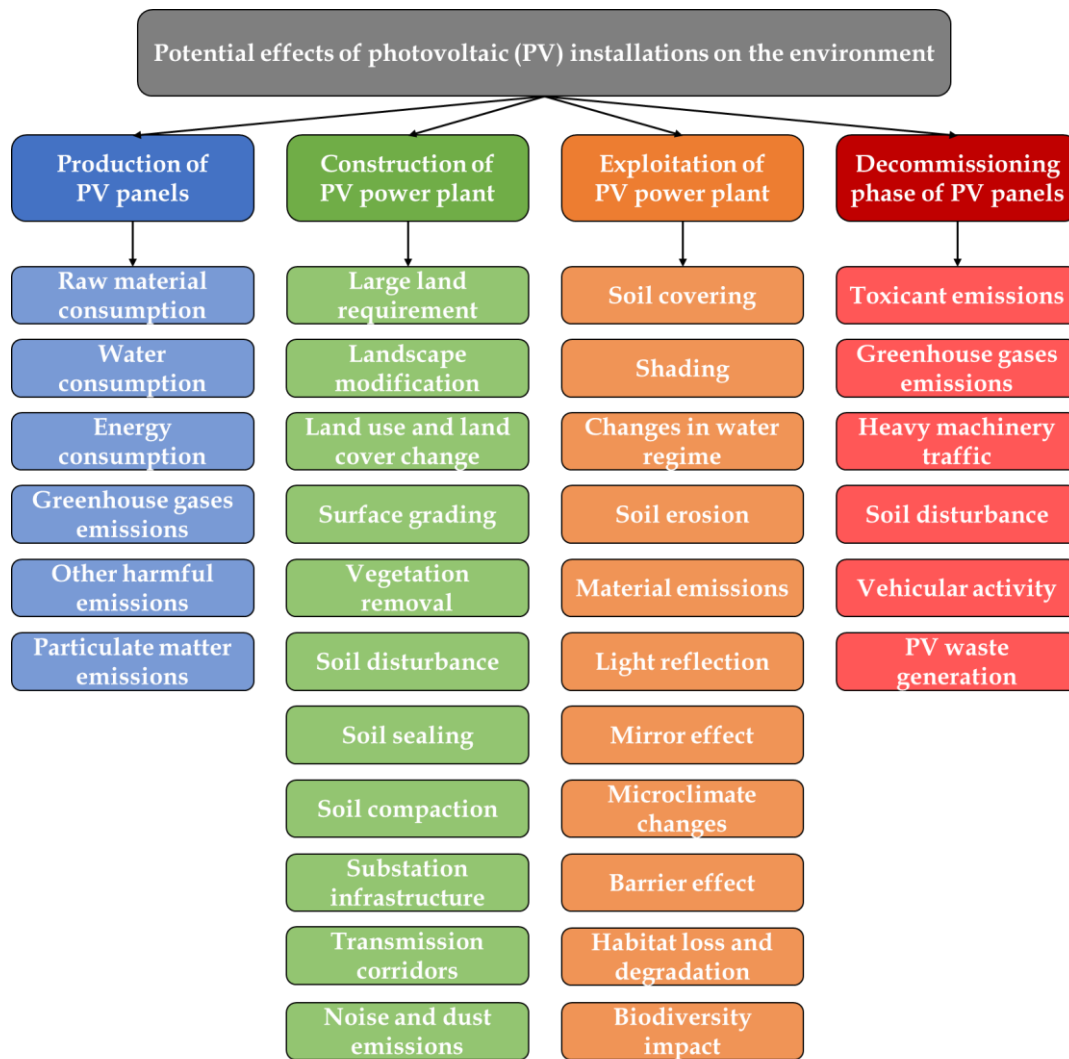 Potential effects of photovoltaic (PV) installations on the environment
Production of
PV panels
Raw material
consumption
Water
consumption
Energy
consumption
Greenhouse gases
emissions
Other harmful
emissions
Particulate matter
emissions
Construction of
PV power plant
Large land
requirement
Landscape
modification
Land use and land
cover change
Surface grading
Vegetation
removal
Soil disturbance
Soil sealing
Soil compaction
Substation
infrastructure
Transmission
corridors
Noise and dust
emissions
Exploitation of
PV power plant
Soil covering
Shading
Changes in water
regime
Soil erosion
Material emissions
Light reflection
Mirror effect
Microclimate
changes
Barrier effect
Habitat loss and
degradation
Biodiversity
impact
Decommissioning
phase of PV panels
Toxicant emissions
Greenhouse gases
emissions
Heavy machinery
traffic
Soil disturbance
Vehicular activity
PV waste
generation